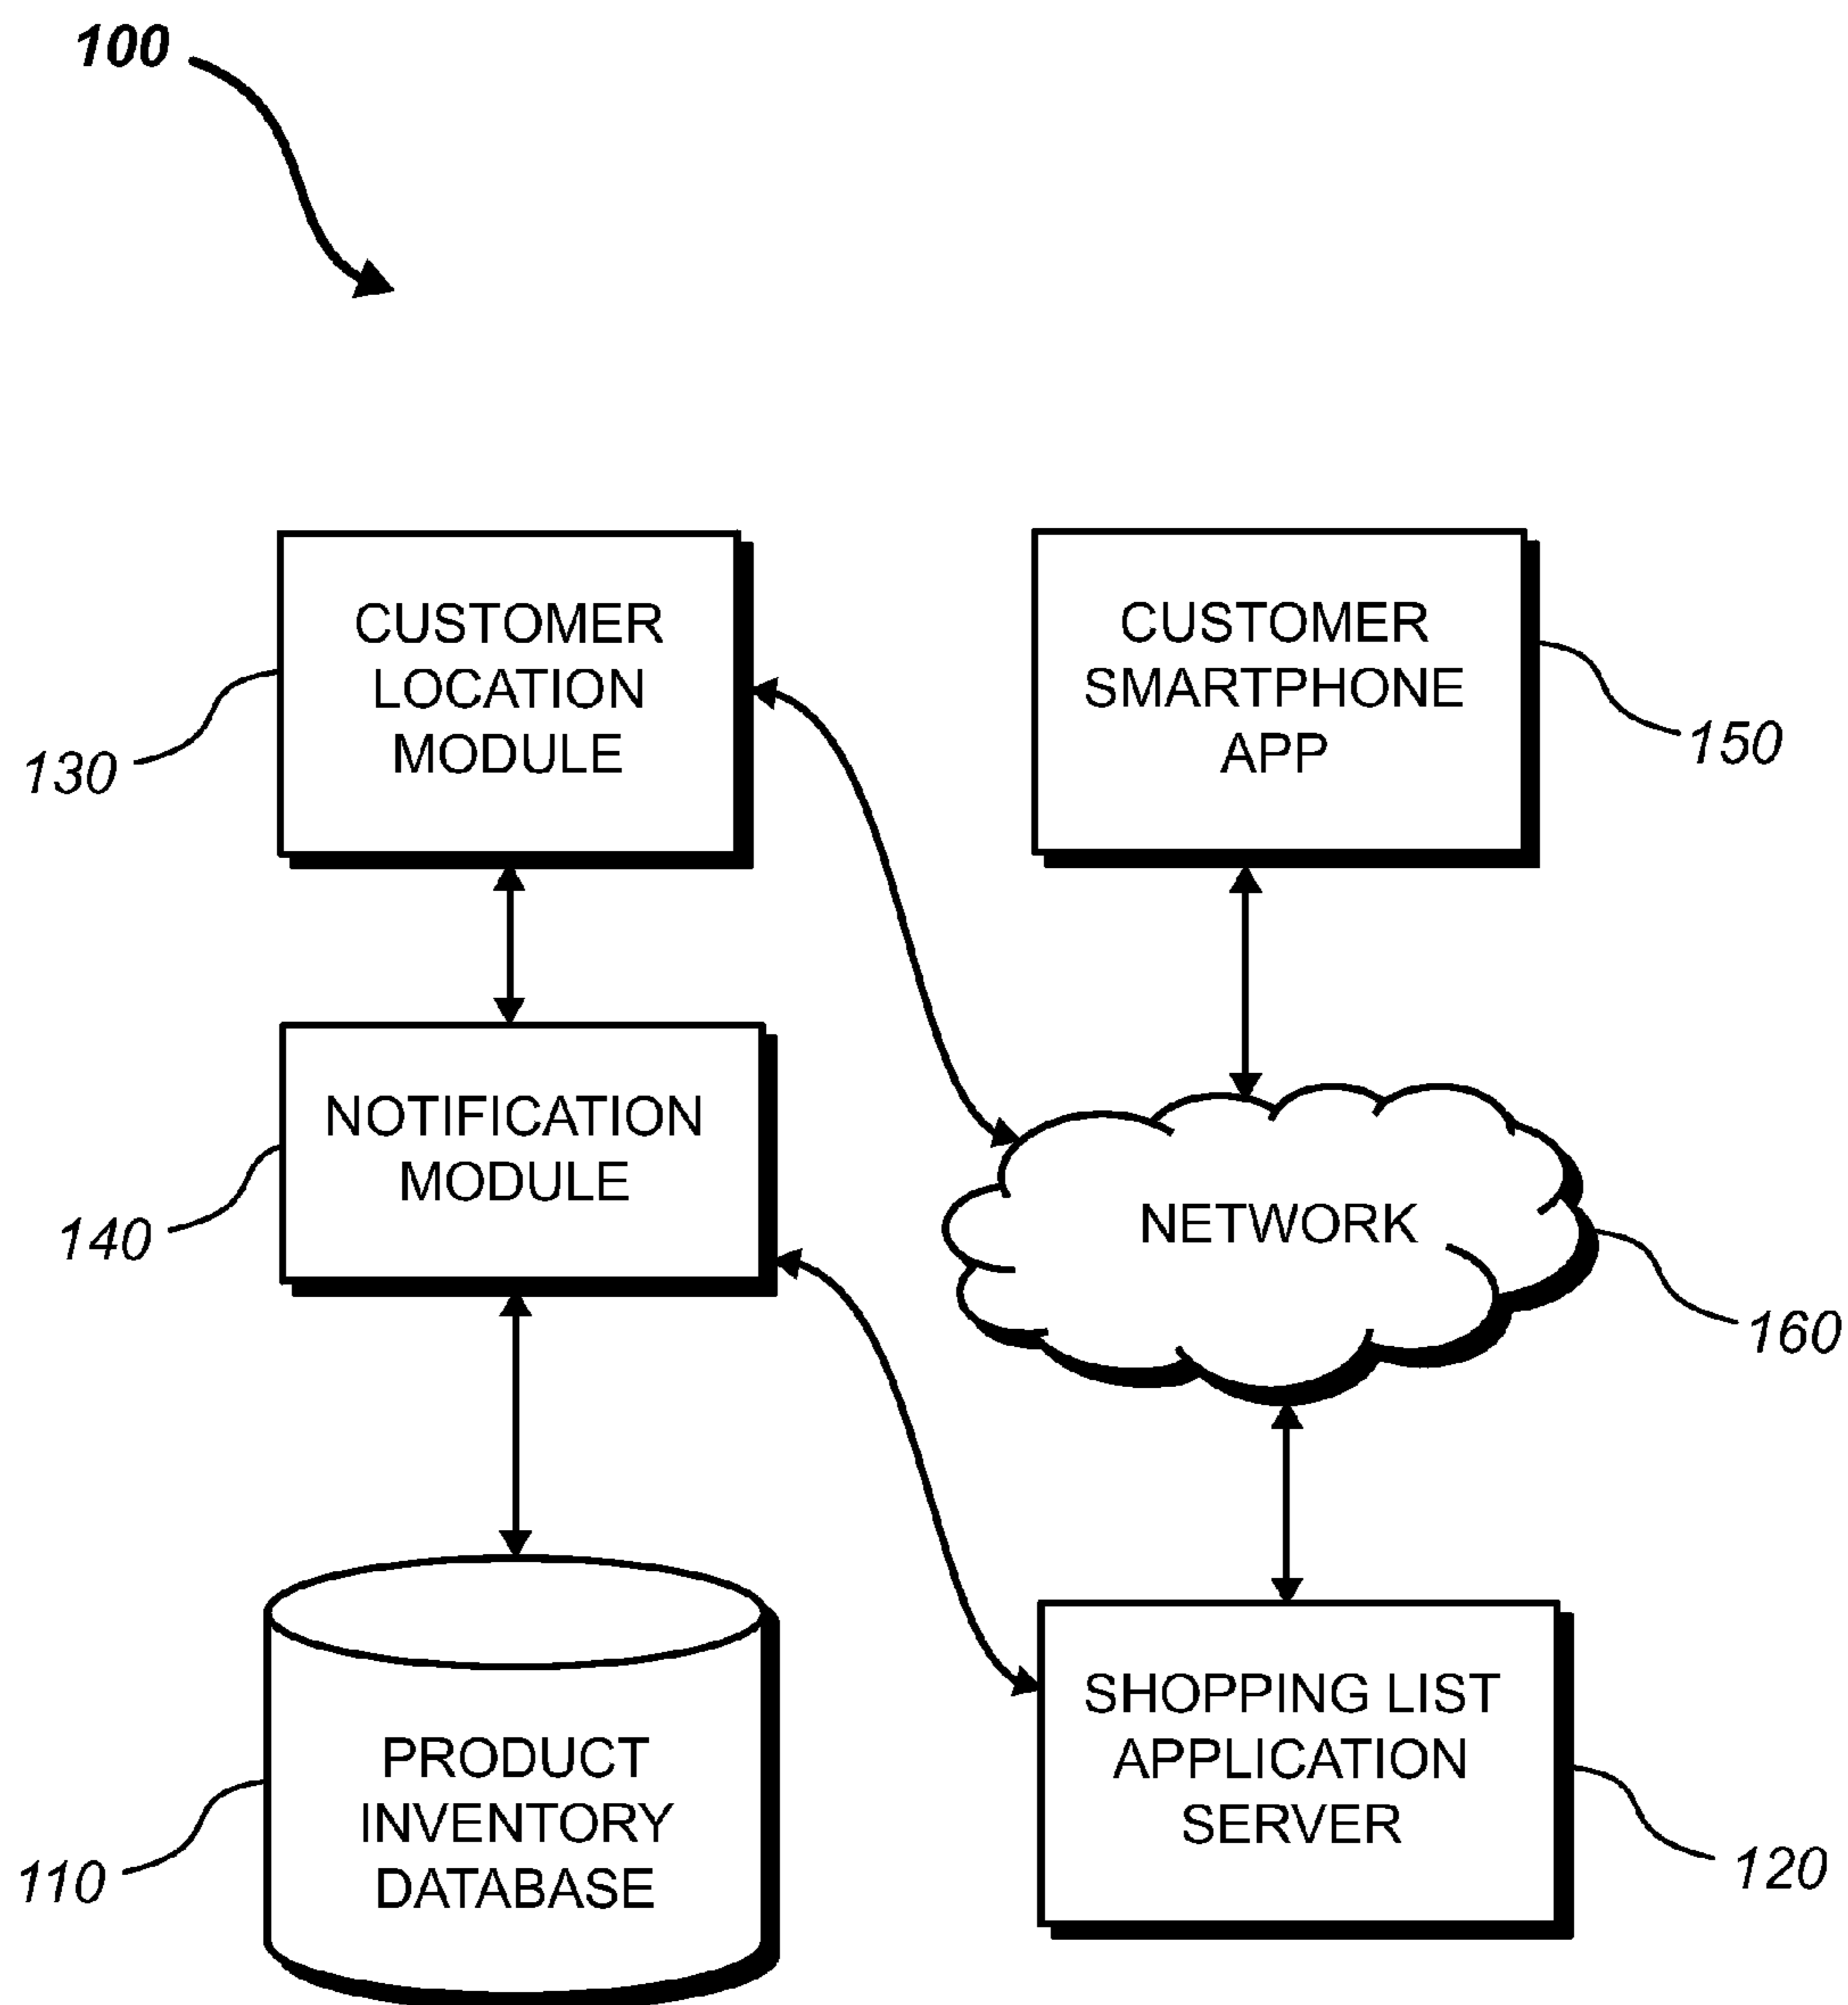 100
CUSTOMER
LOCATION
MODULE
130
CUSTOMER
SMARTPHONE
APP
150
NOTIFICATION
MODULE
140
NETWORK
160
PRODUCT
INVENTORY
DATABASE
110
SHOPPING LIST
APPLICATION
SERVER
120